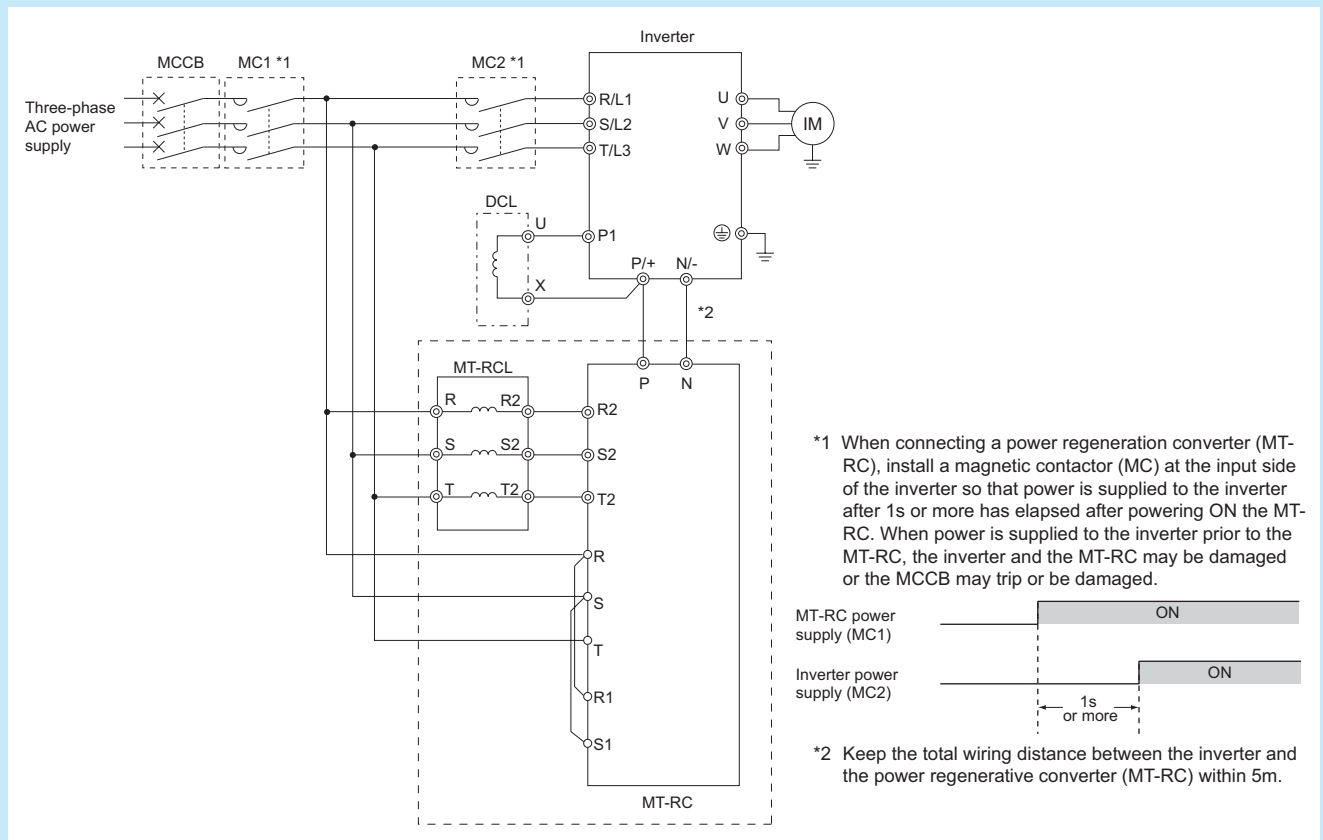 Inverter
MCCB
MC1 *1
MC2 *1
Three-phase
AC power
supply
R/L1
S/L2
T/L3
U
V
W
IM
DCL
U
X
P1
P/+
N/-
*2
MT-RCL
R
R2
S
S2
T
T2
P
N
R2
S2
T2
R
S
T
R1
S1
MT-RC
*1 When connecting a power regeneration converter (MT-
RC), install a magnetic contactor (MC) at the input side
of the inverter so that power is supplied to the inverter
after 1s or more has elapsed after powering ON the MT-
RC. When power is supplied to the inverter prior to the
MT-RC, the inverter and the MT-RC may be damaged
or the MCCB may trip or be damaged.
MT-RC power
supply (MC1)
ON
Inverter power
supply (MC2)
ON
1s
or more
*2 Keep the total wiring distance between the inverter and
the power regenerative converter (MT-RC) within 5m.